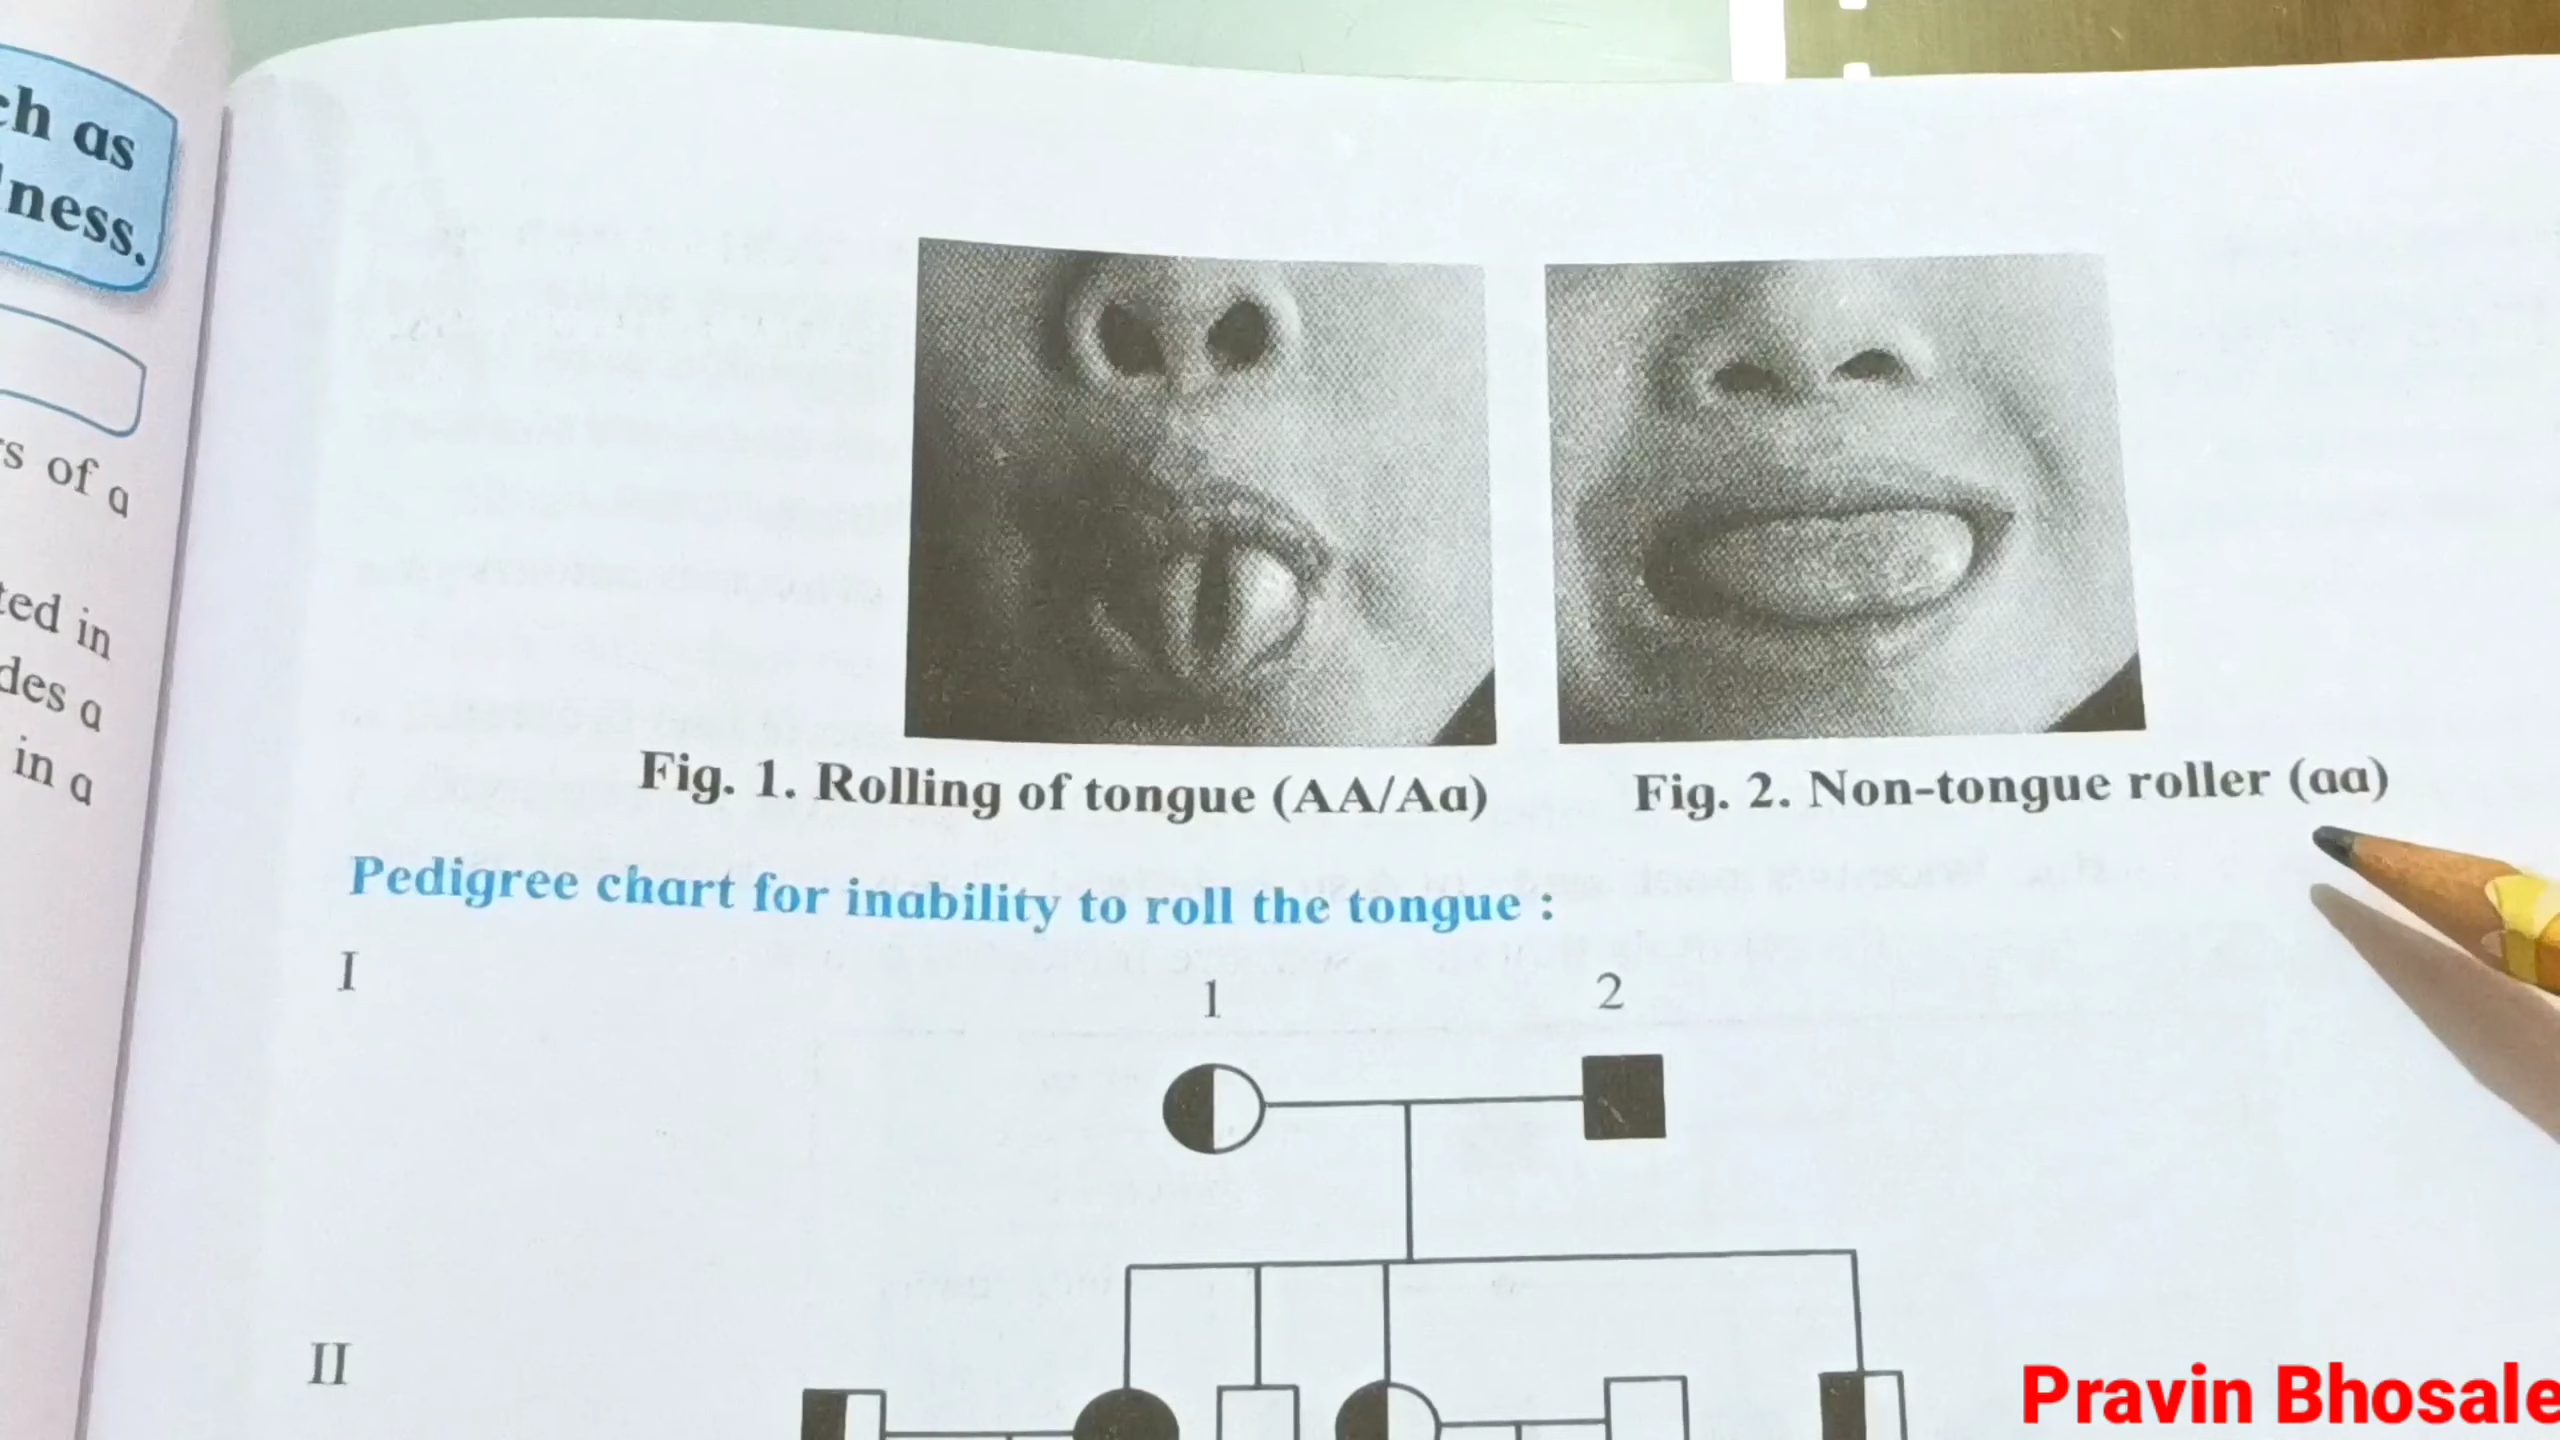 ch as
ness.
s of a
ted in
des a
in a
Fig. 1. Rolling of tongue (AA/Aa)
Fig. 2. Non-tongue roller (aa)
Pedigree chart for inability to roll the tongue :
I
1
2
II
Pravin Bhosale